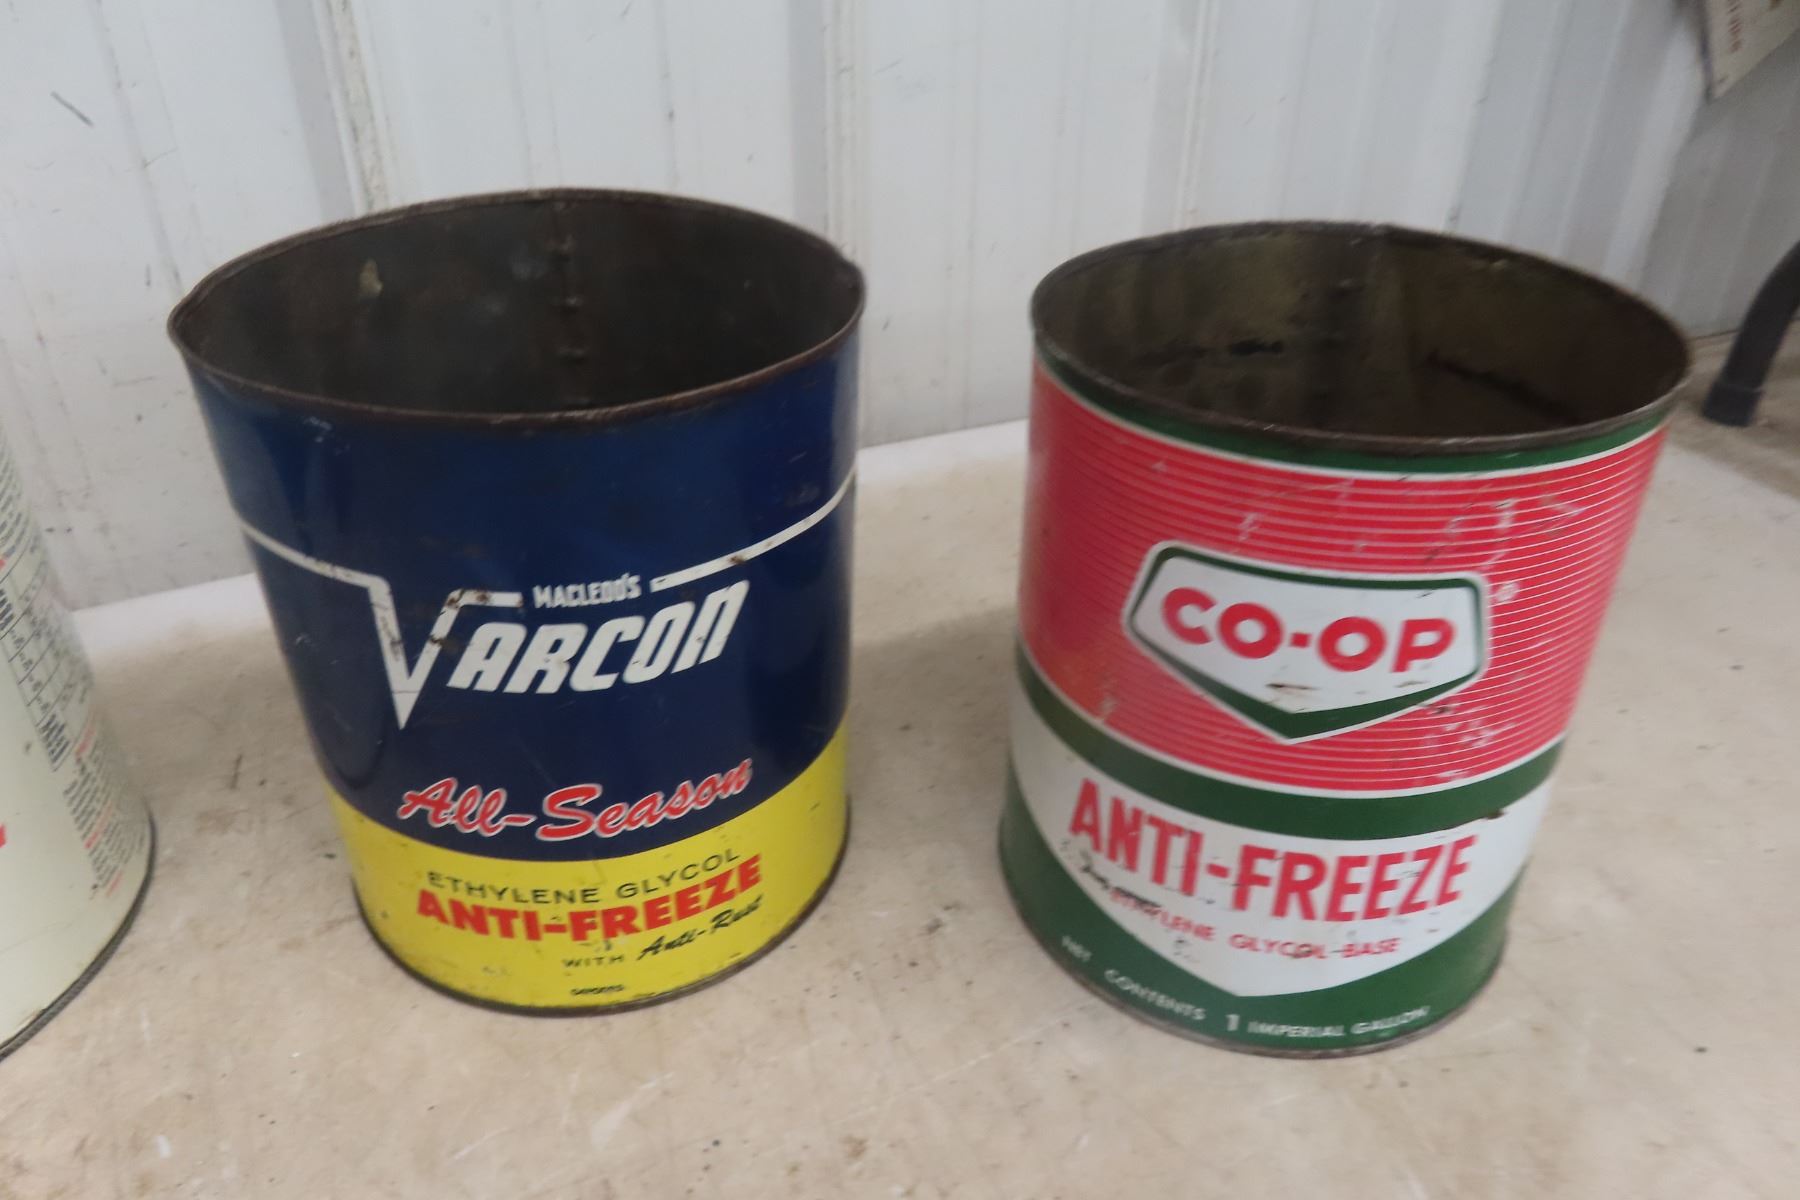 MACLEOD'S
VARCON
All-Season
ETHYLENE GLYCOL
ANTI-FREEZE
WITH Anti-Rust
CO-OP
®
ANTI-FREEZE
ETHYLENE GLYCOL BASE
NET CONTENTS 1 IMPERIAL GALLON